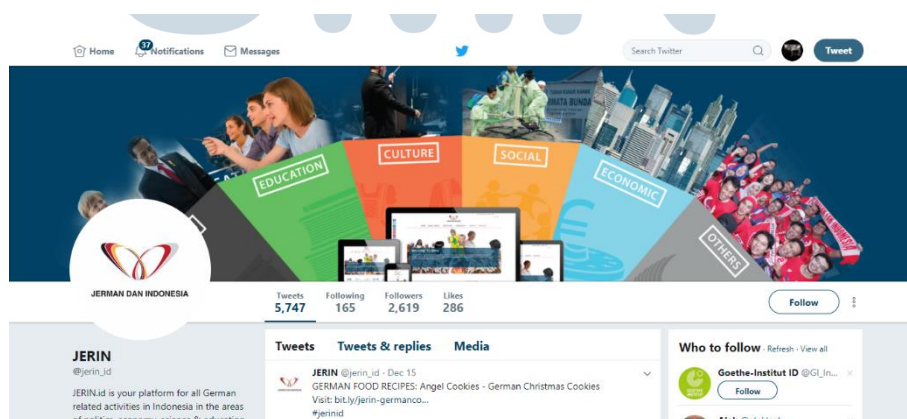 Home
37
Notifications
Messages
Search Twitter
Tweet
EDUCATION
CULTURE
SOCIAL
ECONOMIC
OTHERS
JERMAN DAN INDONESIA
Tweets Following Followers Likes
5,747 165 2,619 286
Follow
JERIN
@jerin_id
JERIN.id is your platform for all German
related activities in Indonesia in the areas
Tweets Tweets & replies Media
JERIN @jerin_id · Dec 15
GERMAN FOOD RECIPES: Angel Cookies - German Christmas Cookies
Visit: bit.ly/jerin-germanco...
#jerinid
Who to follow · Refresh · View all
Goethe-Institut ID @GI_In...
Follow